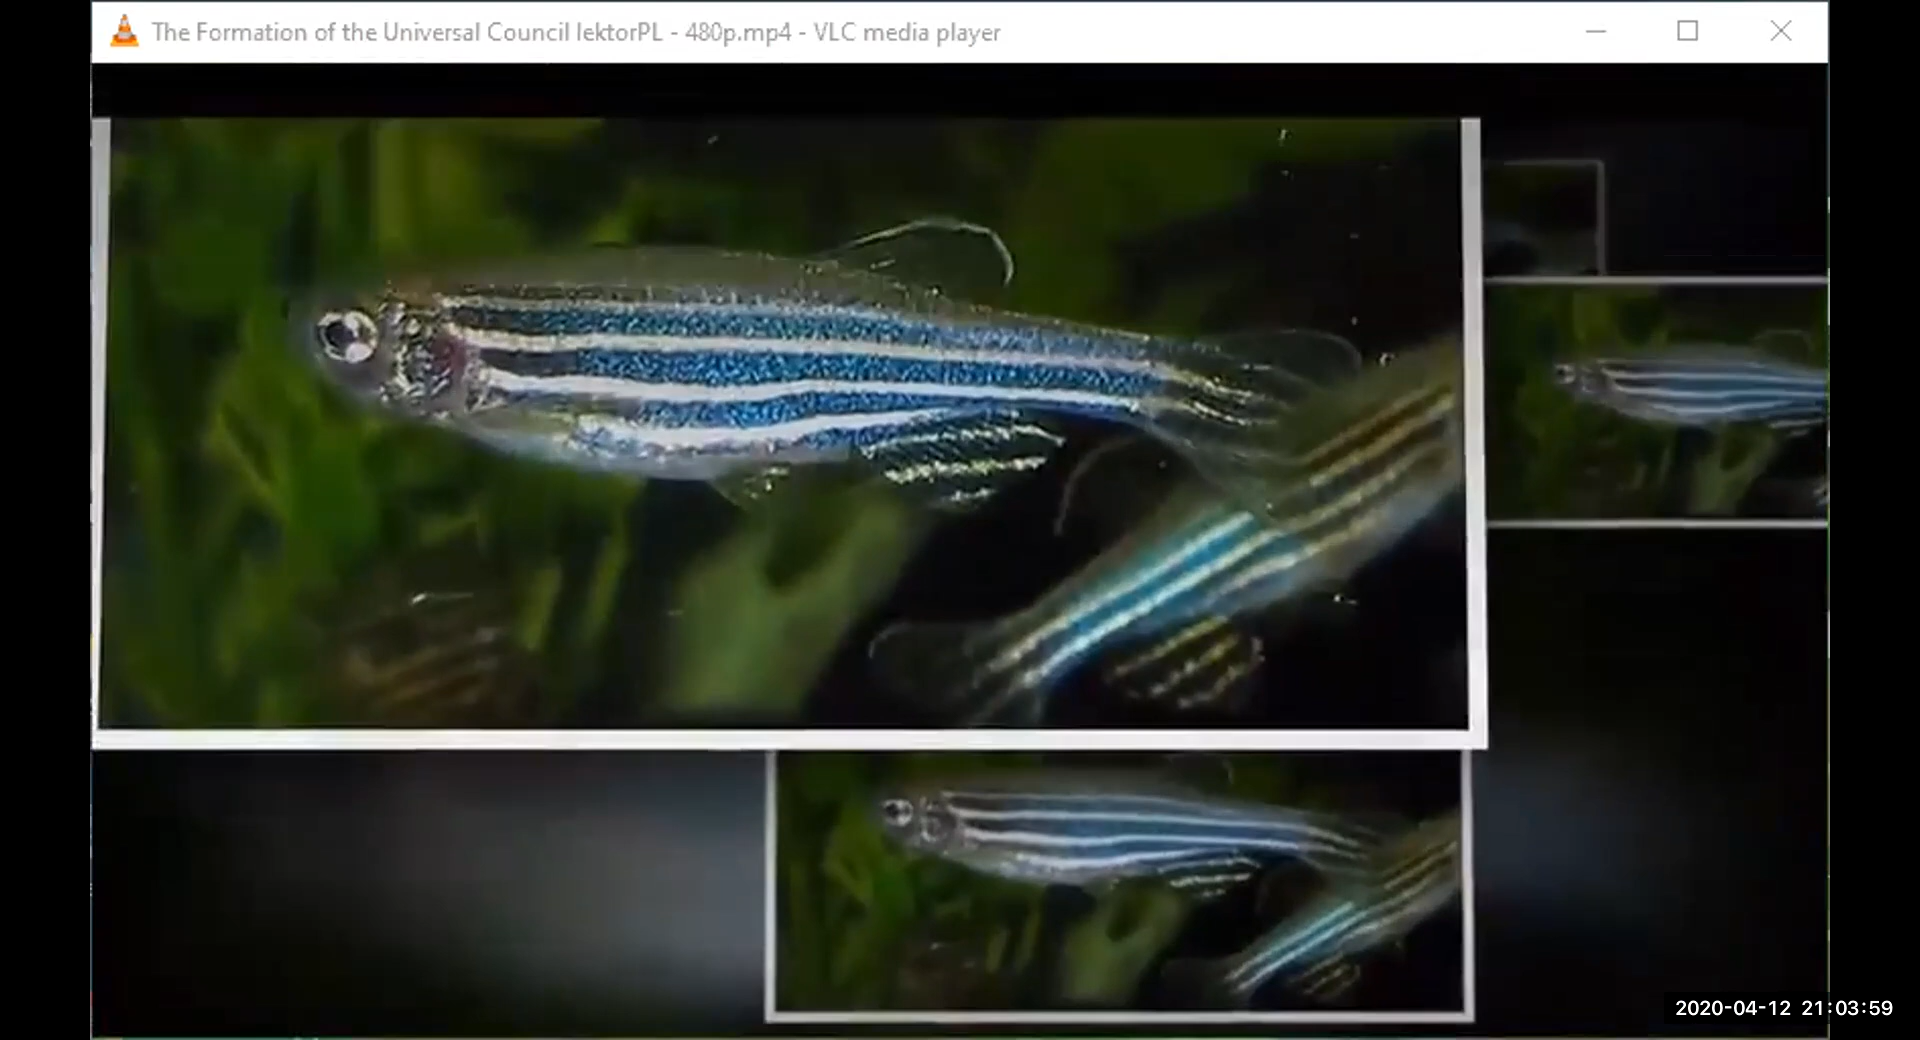 The Formation of the Universal Council lektorPL - 480p.mp4 - VLC media player
2020-04-12 21:03:59